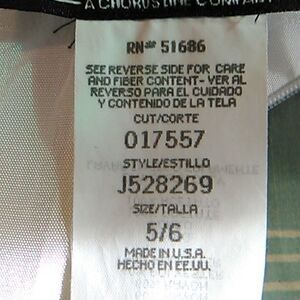 A CHORUS LINE COMPANY
RN# 51686
SEE REVERSE SIDE FOR CARE
AND FIBER CONTENT-VER AL
REVERSO PARA EL CUIDADO
Y CONTENIDO DE LA TELA
CUT/CORTE
017557
STYLE/ESTILLO
J528269
SIZE/TALLA
5/6
MADE IN U.S.A.
HECHO EN EE.UU.